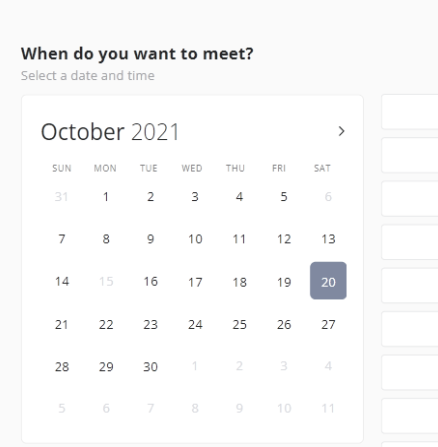 When do you want to meet?
Select a date and time
October 2021 >
SUN MON TUE WED THU FRI SAT
31 1 2 3 4 5 6
7 8 9 10 11 12 13
14 15 16 17 18 19 20
21 22 23 24 25 26 27
28 29 30 1 2 3 4
5 6 7 8 9 10 11